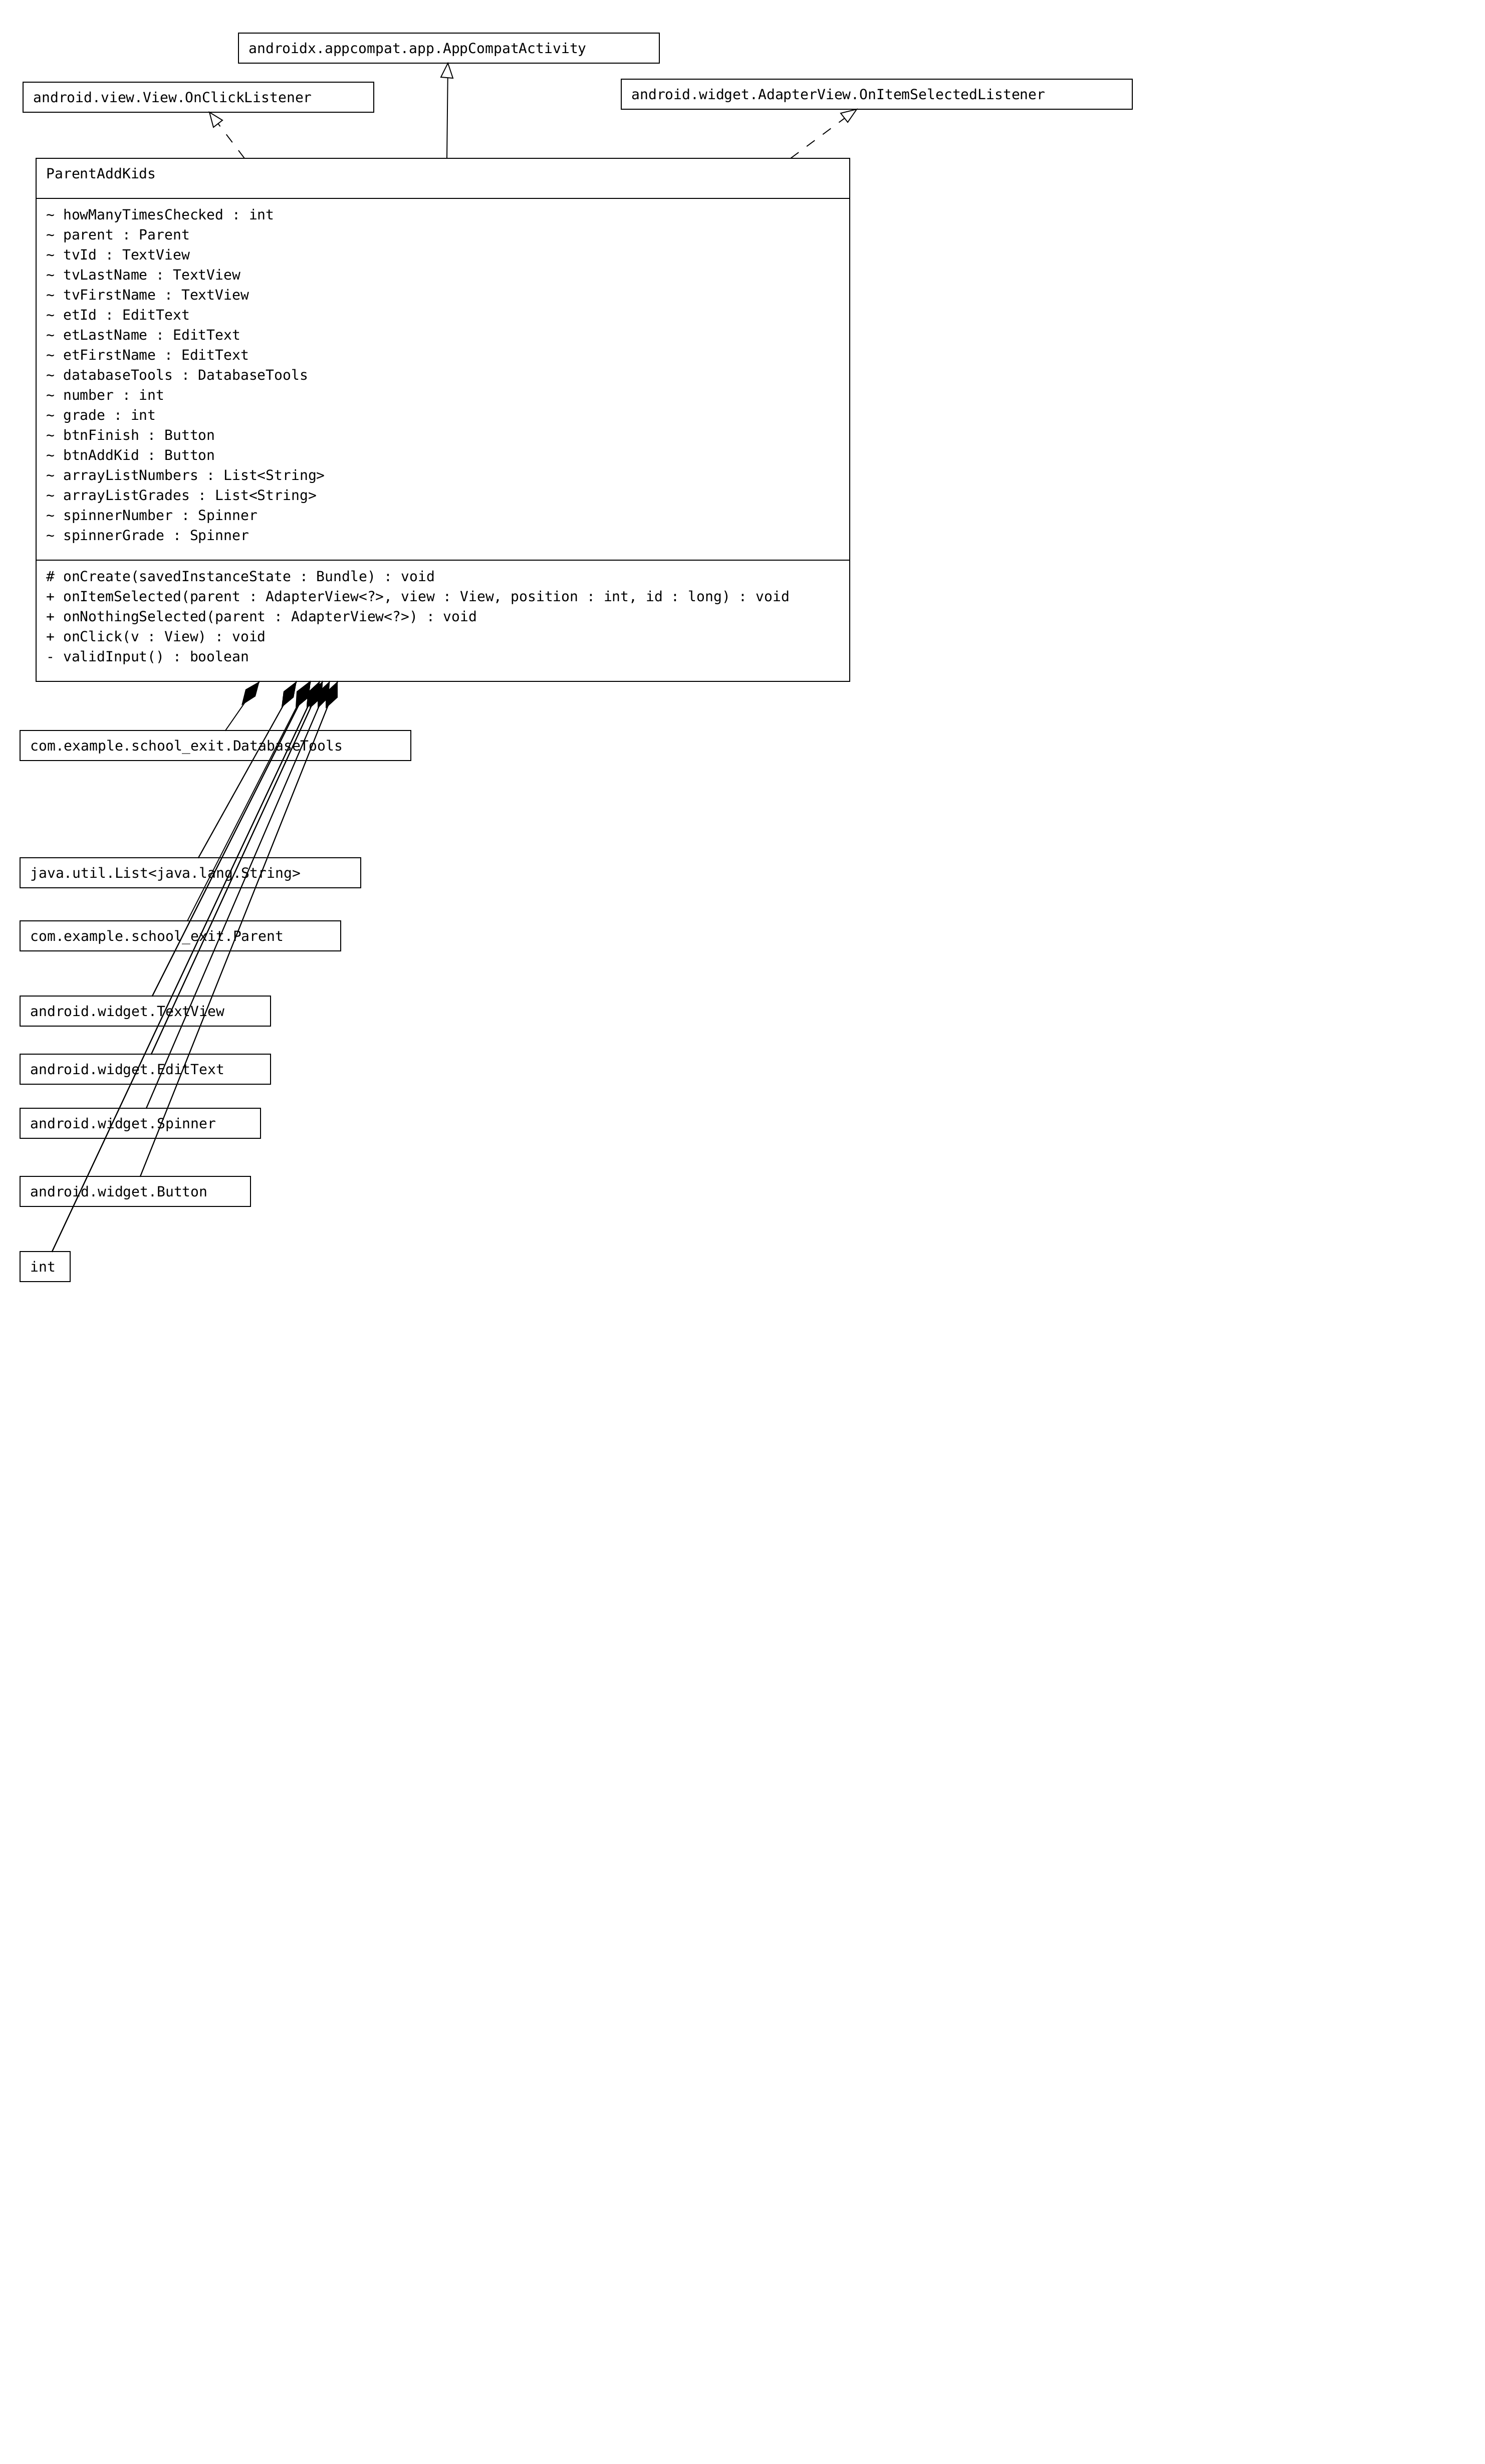 androidx.appcompat.app.AppCompatActivity
android.view.View.OnClickListener
android.widget.AdapterView.OnItemSelectedListener
ParentAddKids
~ howManyTimesChecked : int
~ parent : Parent
~ tvId : TextView
~ tvLastName : TextView
~ tvFirstName : TextView
~ etId : EditText
~ etLastName : EditText
~ etFirstName : EditText
~ databaseTools : DatabaseTools
~ number : int
~ grade : int
~ btnFinish : Button
~ btnAddKid : Button
~ arrayListNumbers : List<String>
~ arrayListGrades : List<String>
~ spinnerNumber : Spinner
~ spinnerGrade : Spinner
# onCreate(savedInstanceState : Bundle) : void
+ onItemSelected(parent : AdapterView<?>, view : View, position : int, id : long) : void
+ onNothingSelected(parent : AdapterView<?>) : void
+ onClick(v : View) : void
- validInput() : boolean
com.example.school_exit.DatabaseTools
java.util.List<java.lang.String>
com.example.school_exit.Parent
android.widget.TextView
android.widget.EditText
android.widget.Spinner
android.widget.Button
int